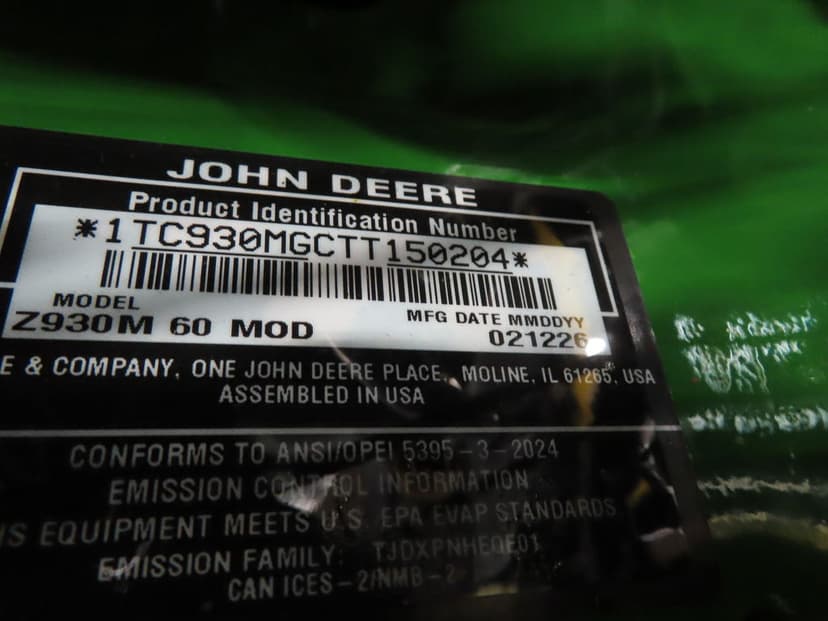 JOHN DEERE
Product Identification Number
*1TC930MGCTT150204*
MODEL
MFG DATE MMDDYY
Z930M 60 MOD
021226
E & COMPANY, ONE JOHN DEERE PLACE, MOLINE, IL 61265, USA
ASSEMBLED IN USA
CONFORMS TO ANSI/OPEI 5395-3-2024
EMISSION CONTROL INFORMATION
IS EQUIPMENT MEETS U.S. EPA EVAP STANDARDS
EMISSION FAMILY: TJDXPNHEQE01
CAN ICES-2/NMB-2